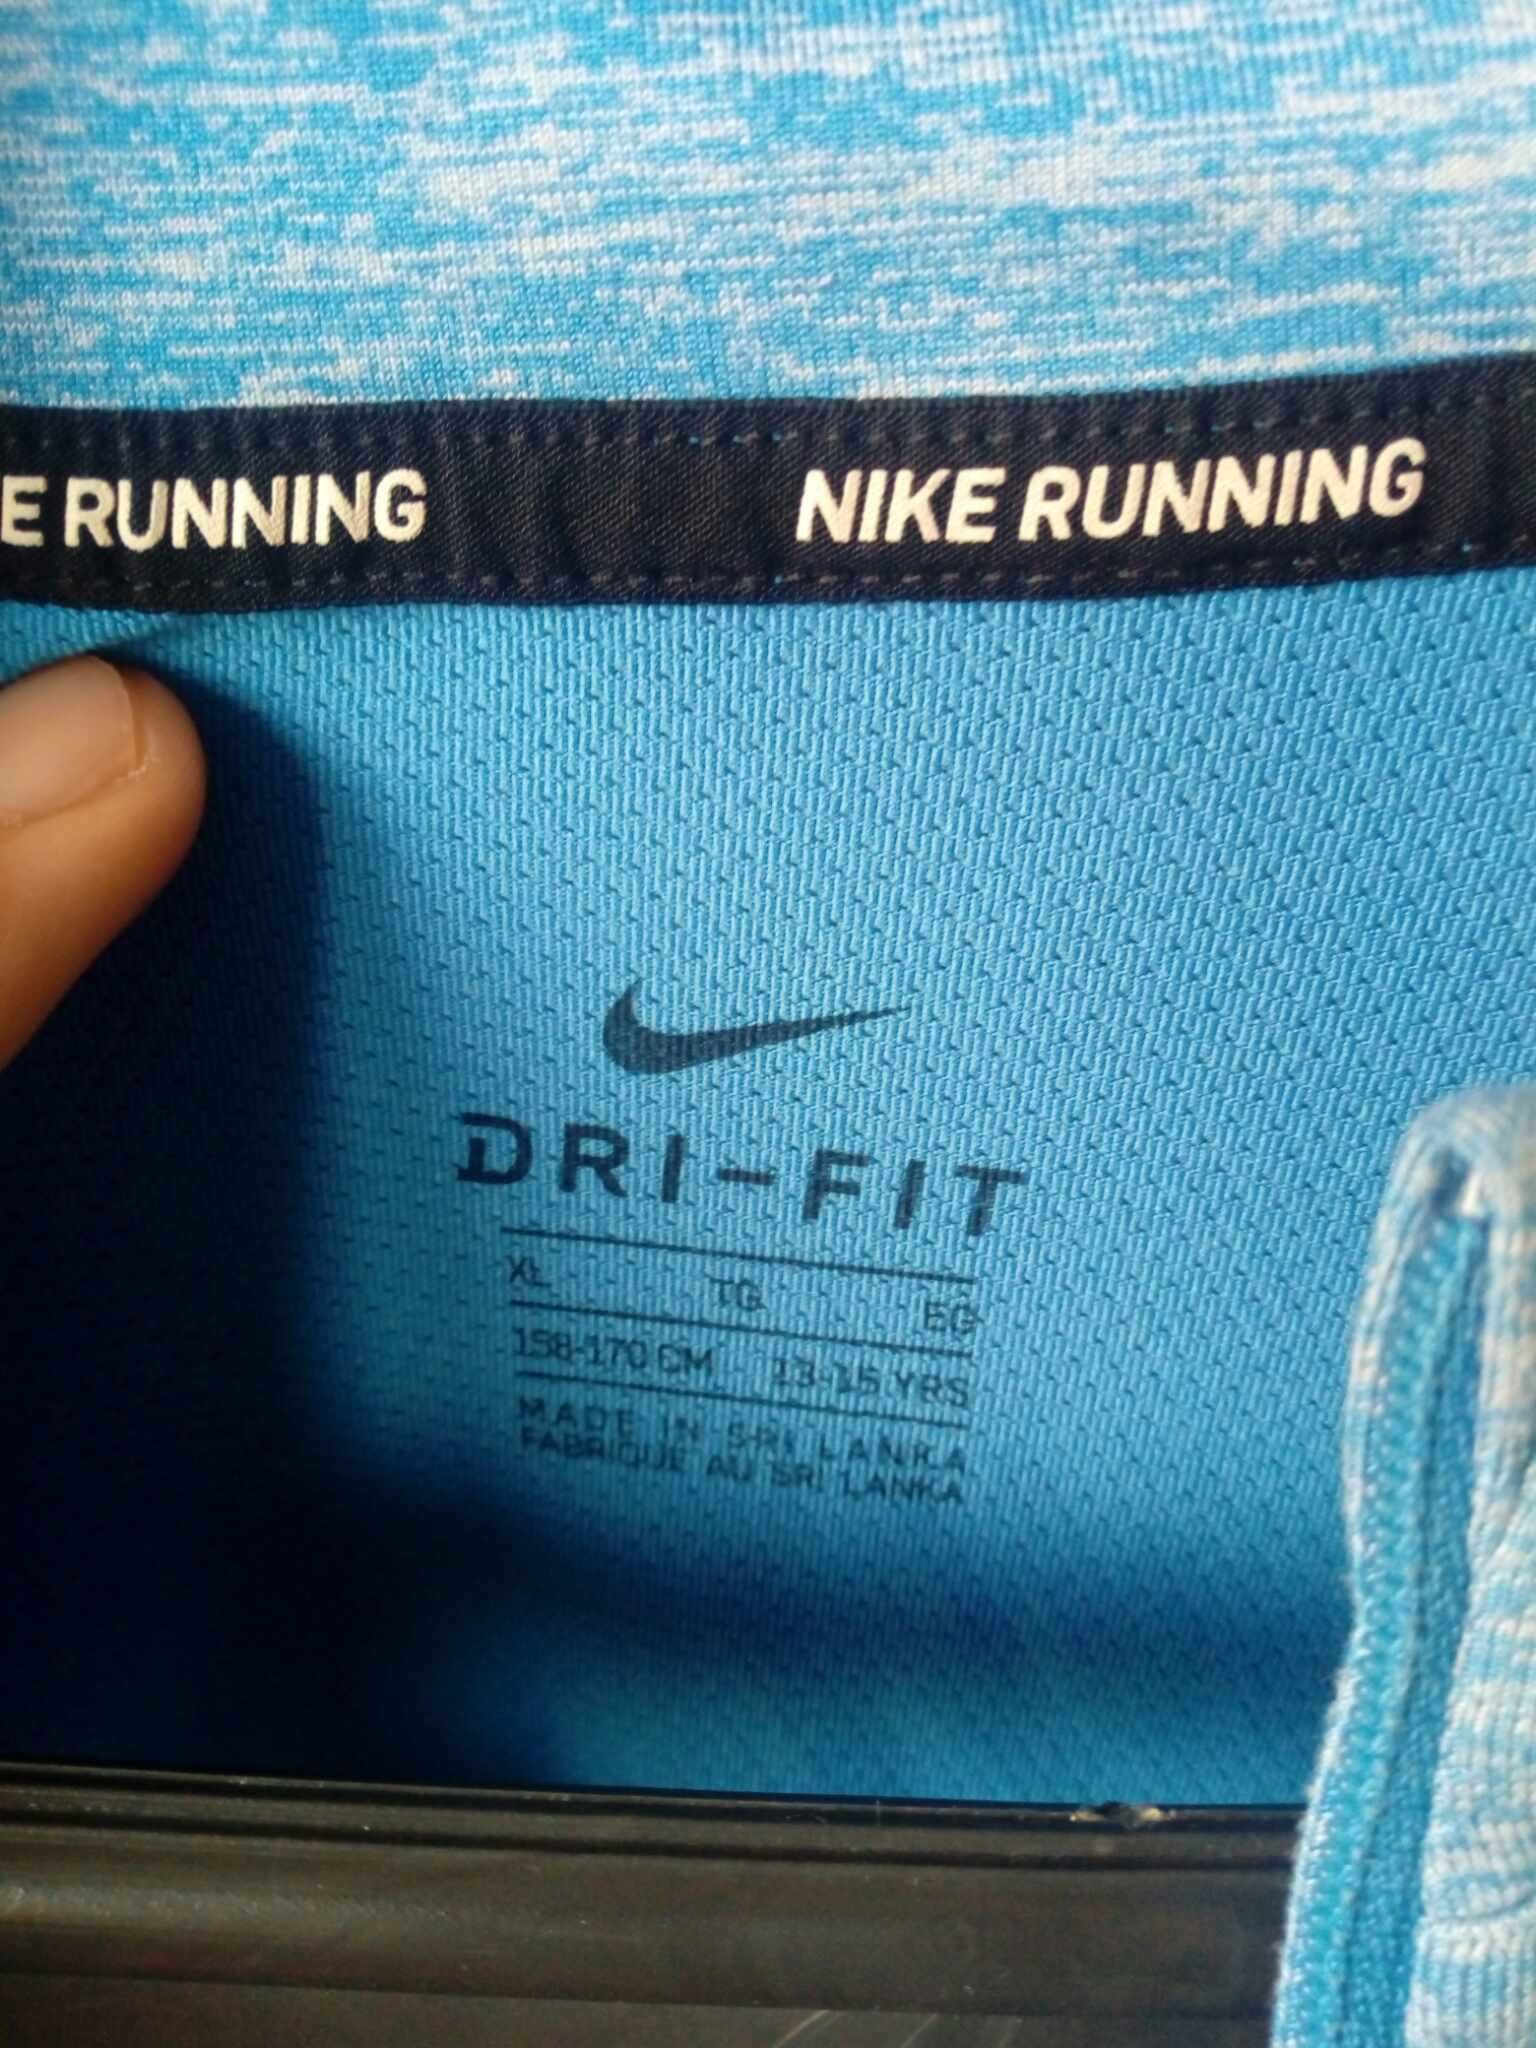 E RUNNING
NIKE RUNNING
DRI-FIT
XL TG EG
158-170 CM 13-15 YRS
MADE IN SRI LANKA
FABRIQUE AU SRI LANKA